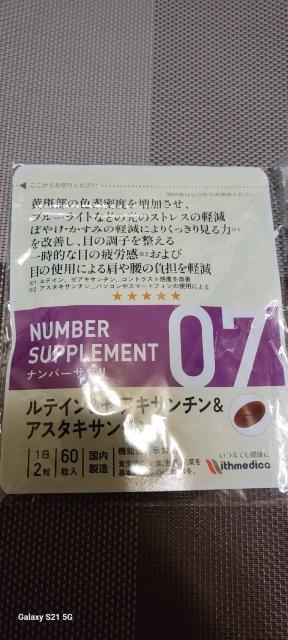 ここからお切りください
黄斑部の色素密度を増加させ、
ブルーライトなどの光のストレスの軽減
ぼやけ・かすみの軽減によりくっきり見る力※1
を改善し、目の調子を整える
一時的な目の疲労感※2および
目の使用による肩や腰の負担を軽減
※1 ルテイン、ゼアキサンチン…コントラスト感度を改善
※2 アスタキサンチン…パソコンやスマートフォンの使用による
★★★★★
NUMBER
SUPPLEMENT
ナンバーサプリ
07
ルテイン アキサンチン&
アスタキサン
1日
2粒
60
粒入
国内
製造
いつまでも健康に
Withmedica
Galaxy S21 5G